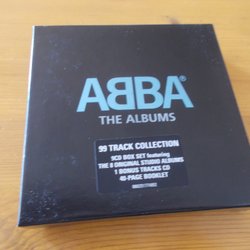 ABBA®
THE ALBUMS
99 TRACK COLLECTION
9CD BOX SET featuring
THE 8 ORIGINAL STUDIO ALBUMS
1 BONUS TRACKS CD
40-PAGE BOOKLET